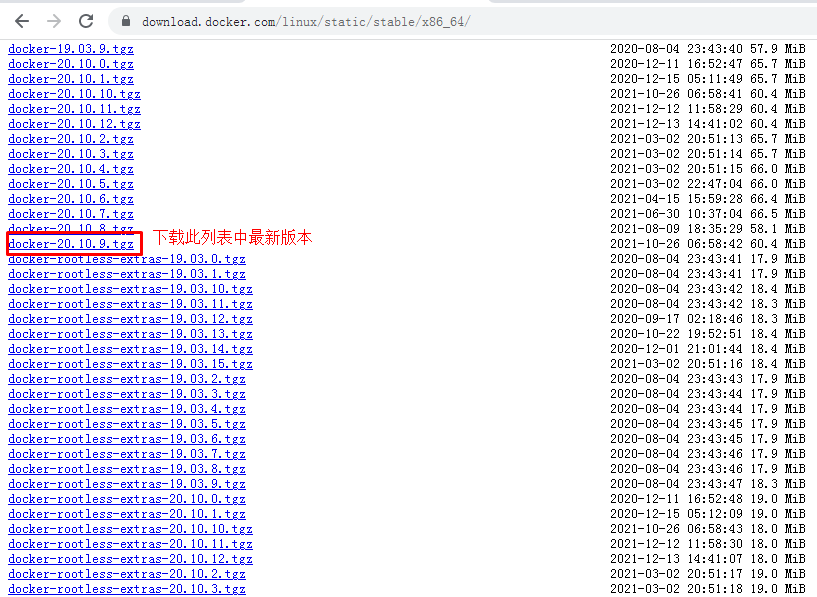 download.docker.com/linux/static/stable/x86_64/
docker-19.03.9.tgz 2020-08-04 23:43:40 57.9 MiB
docker-20.10.0.tgz 2020-12-11 16:52:47 65.7 MiB
docker-20.10.1.tgz 2020-12-15 05:11:49 65.7 MiB
docker-20.10.10.tgz 2021-10-26 06:58:41 60.4 MiB
docker-20.10.11.tgz 2021-12-12 11:58:29 60.4 MiB
docker-20.10.12.tgz 2021-12-13 14:41:02 60.4 MiB
docker-20.10.2.tgz 2021-03-02 20:51:13 65.7 MiB
docker-20.10.3.tgz 2021-03-02 20:51:14 65.7 MiB
docker-20.10.4.tgz 2021-03-02 20:51:15 66.0 MiB
docker-20.10.5.tgz 2021-03-02 22:47:04 66.0 MiB
docker-20.10.6.tgz 2021-04-15 15:59:28 66.4 MiB
docker-20.10.7.tgz 2021-06-30 10:37:04 66.5 MiB
docker-20.10.8.tgz 2021-08-09 18:35:29 58.1 MiB
下载此列表中最新版本
docker-20.10.9.tgz 2021-10-26 06:58:42 60.4 MiB
docker-rootless-extras-19.03.0.tgz 2020-08-04 23:43:41 17.9 MiB
docker-rootless-extras-19.03.1.tgz 2020-08-04 23:43:41 17.9 MiB
docker-rootless-extras-19.03.10.tgz 2020-08-04 23:43:42 18.4 MiB
docker-rootless-extras-19.03.11.tgz 2020-08-04 23:43:42 18.3 MiB
docker-rootless-extras-19.03.12.tgz 2020-09-17 02:18:46 18.3 MiB
docker-rootless-extras-19.03.13.tgz 2020-10-22 19:52:51 18.4 MiB
docker-rootless-extras-19.03.14.tgz 2020-12-01 21:01:44 18.4 MiB
docker-rootless-extras-19.03.15.tgz 2021-03-02 20:51:16 18.4 MiB
docker-rootless-extras-19.03.2.tgz 2020-08-04 23:43:43 17.9 MiB
docker-rootless-extras-19.03.3.tgz 2020-08-04 23:43:44 17.9 MiB
docker-rootless-extras-19.03.4.tgz 2020-08-04 23:43:44 17.9 MiB
docker-rootless-extras-19.03.5.tgz 2020-08-04 23:43:45 17.9 MiB
docker-rootless-extras-19.03.6.tgz 2020-08-04 23:43:45 17.9 MiB
docker-rootless-extras-19.03.7.tgz 2020-08-04 23:43:46 17.9 MiB
docker-rootless-extras-19.03.8.tgz 2020-08-04 23:43:46 17.9 MiB
docker-rootless-extras-19.03.9.tgz 2020-08-04 23:43:47 18.3 MiB
docker-rootless-extras-20.10.0.tgz 2020-12-11 16:52:48 19.0 MiB
docker-rootless-extras-20.10.1.tgz 2020-12-15 05:12:09 19.0 MiB
docker-rootless-extras-20.10.10.tgz 2021-10-26 06:58:43 18.0 MiB
docker-rootless-extras-20.10.11.tgz 2021-12-12 11:58:30 18.0 MiB
docker-rootless-extras-20.10.12.tgz 2021-12-13 14:41:07 18.0 MiB
docker-rootless-extras-20.10.2.tgz 2021-03-02 20:51:17 19.0 MiB
docker-rootless-extras-20.10.3.tgz 2021-03-02 20:51:18 19.0 MiB